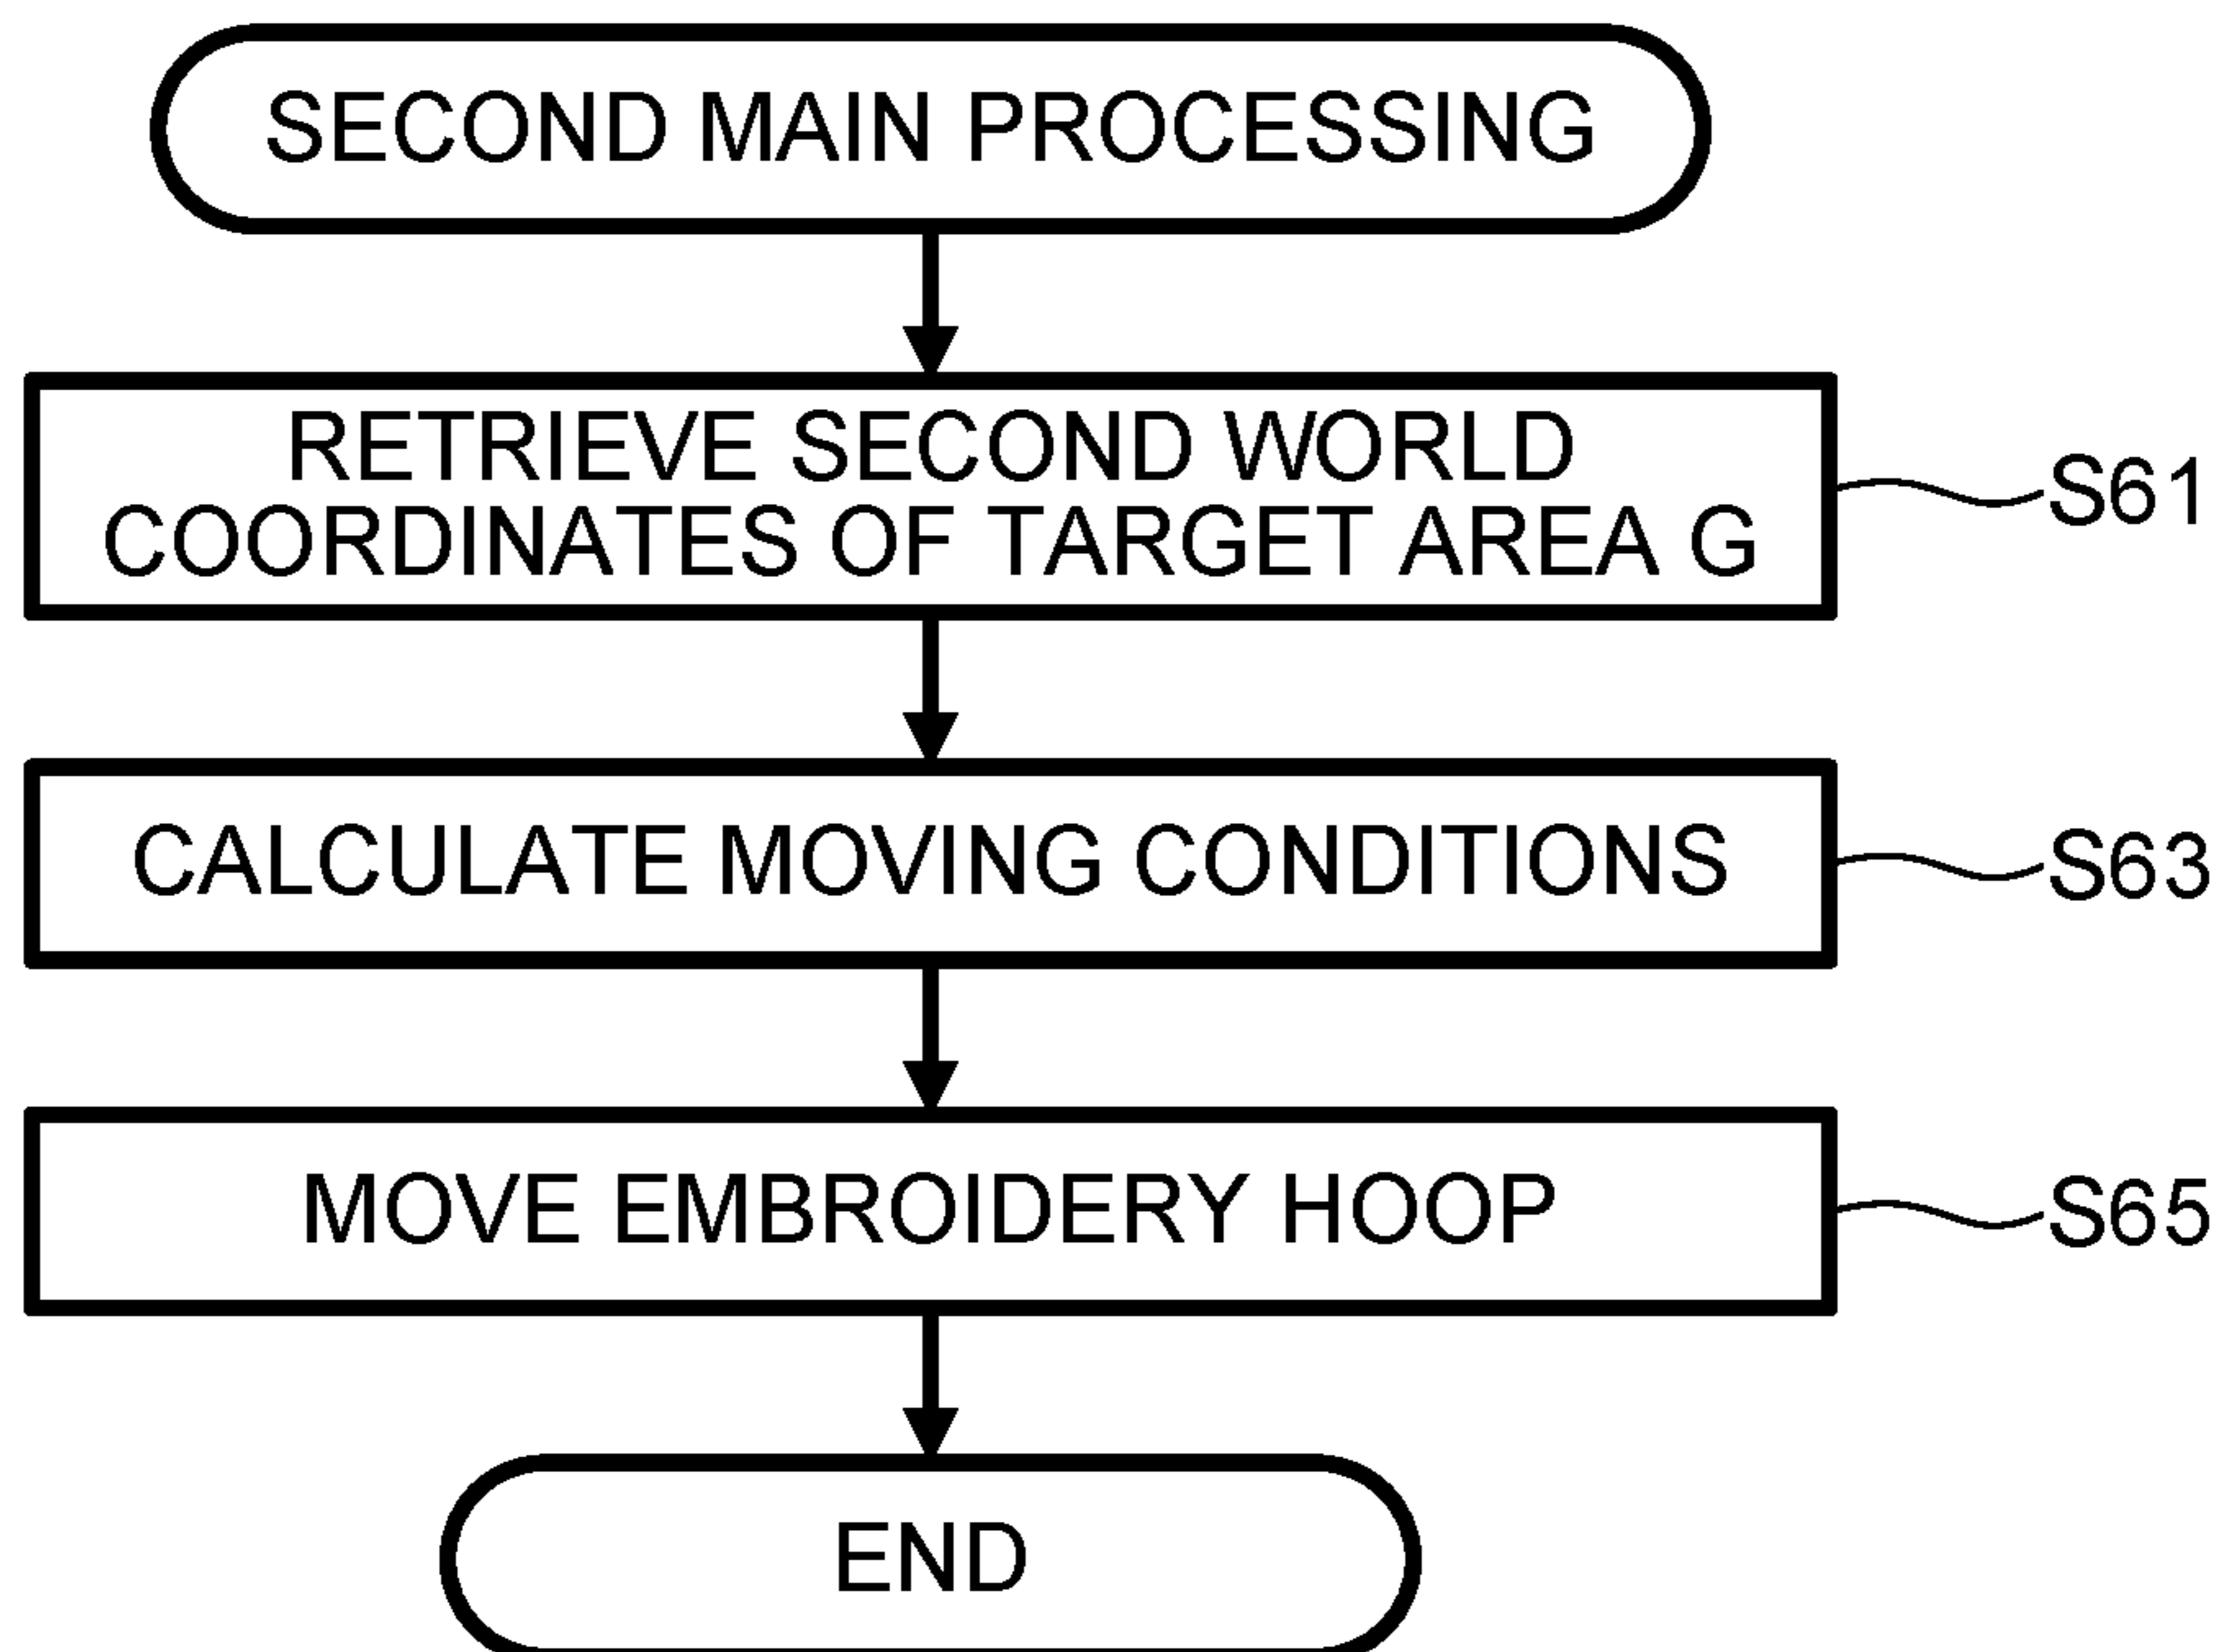 SECOND MAIN PROCESSING
RETRIEVE SECOND WORLD
COORDINATES OF TARGET AREA G
S61
CALCULATE MOVING CONDITIONS
S63
MOVE EMBROIDERY HOOP
S65
END